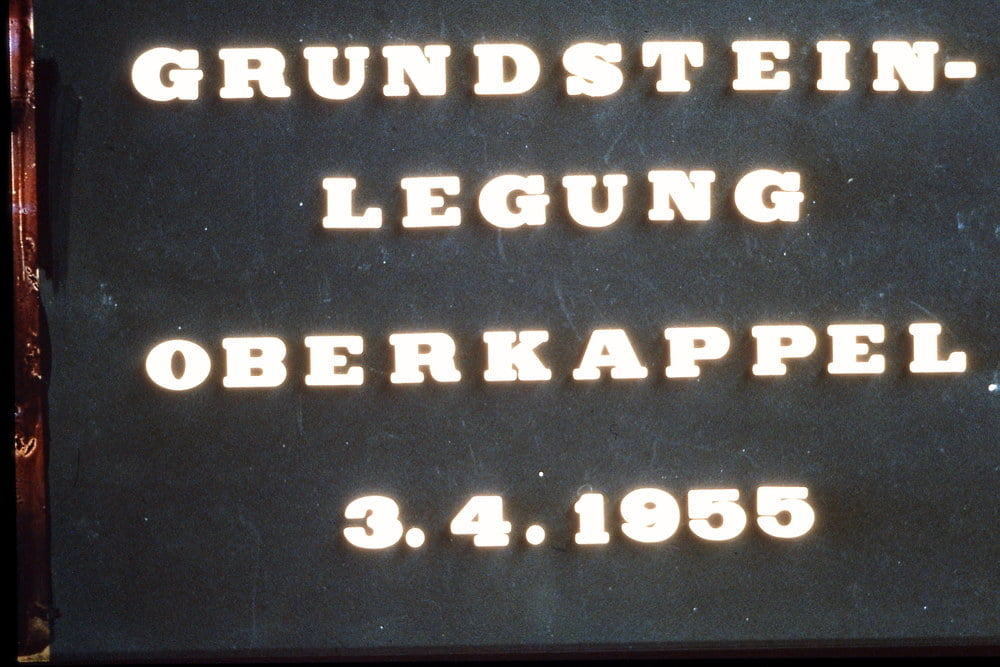 GRUNDSTEIN-
LEGUNG
OBERKAPPEL
3.4.1955